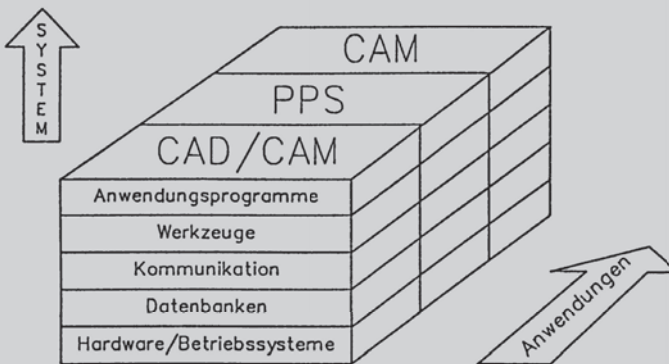 SYSTEM
CAM
PPS
CAD/CAM
Anwendungsprogramme
Werkzeuge
Kommunikation
Datenbanken
Hardware/Betriebssysteme
Anwendungen